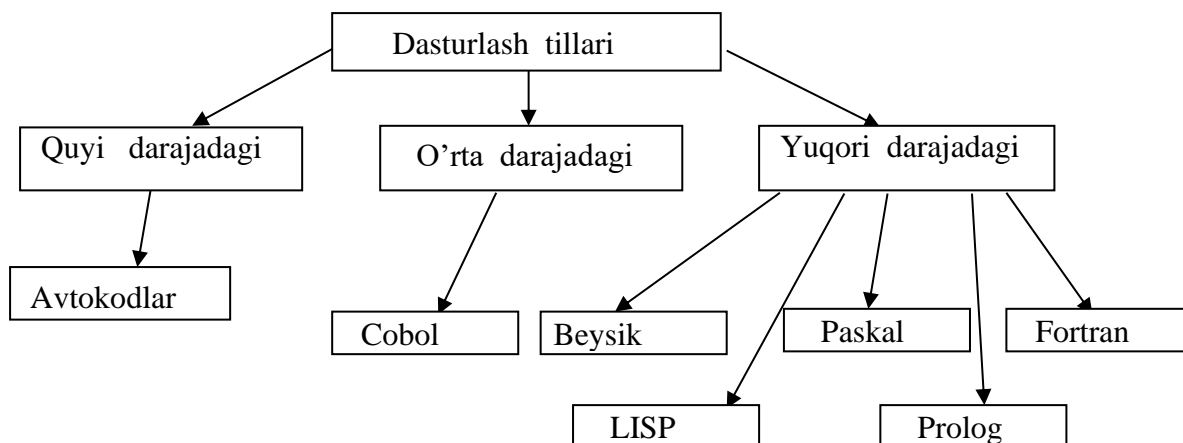 Dasturlash tillari
Quyi darajadagi
O'rta darajadagi
Yuqori darajadagi
Avtokodlar
Cobol
Beysik
Paskal
Fortran
LISP
Prolog